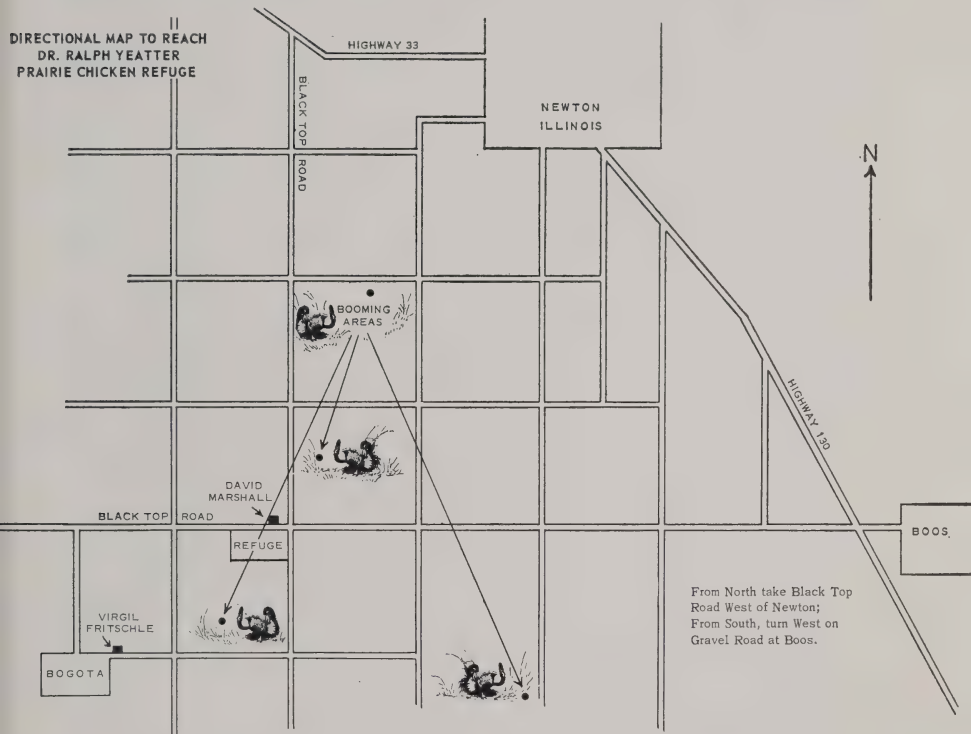 DIRECTIONAL MAP TO REACH
DR. RALPH YEATTER
PRAIRIE CHICKEN REFUGE
HIGHWAY 33
BLACK TOP ROAD
NEWTON
ILLINOIS
N
BOOMING
AREAS
HIGHWAY 130
DAVID
MARSHALL
BLACK TOP ROAD
REFUGE
BOOS
VIRGIL
FRITSCHLE
BOGOTA
From North take Black Top
Road West of Newton;
From South, turn West on
Gravel Road at Boos.